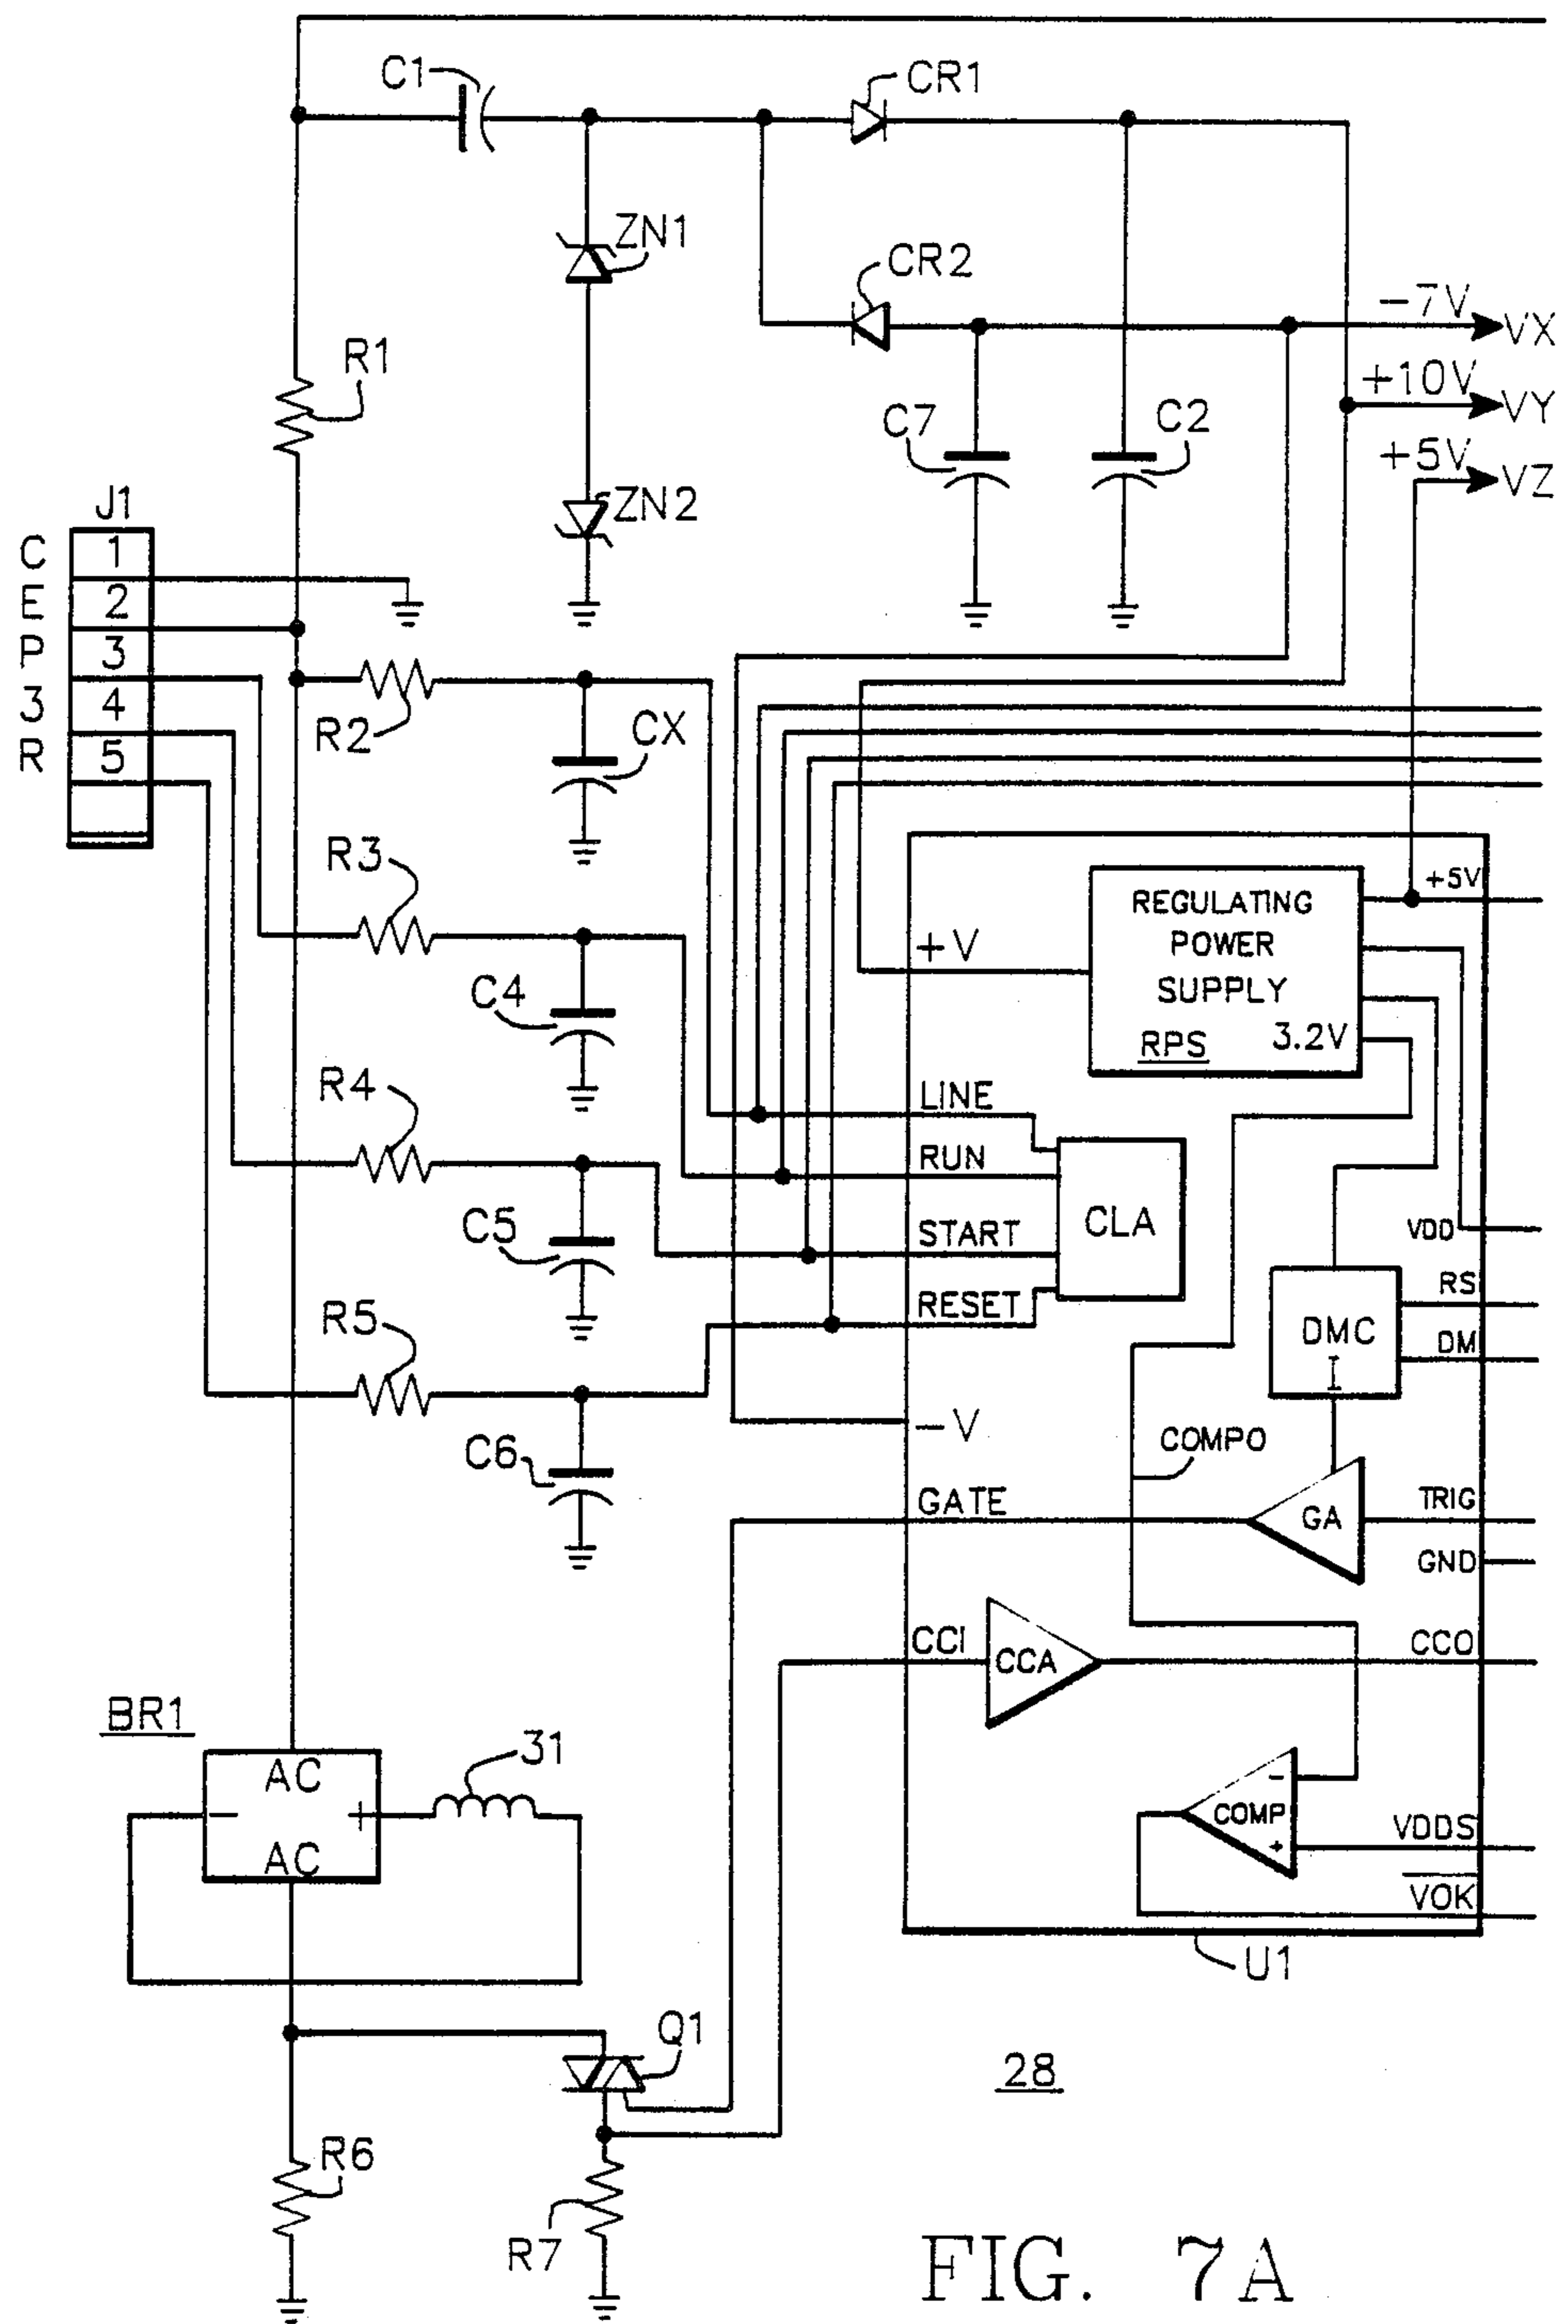 C1
CR1
ZN1
CR2
-7V
VX
R1
+10V
VY
C7
C2
+5V
VZ
ZN2
J1
C 1
E 2
P 3
3 4
R 5
R2
CX
R3
+5V
REGULATING
POWER
SUPPLY
RPS 3.2V
+V
C4
R4
LINE
RUN
CLA
C5
START
VDD
RS
RESET
R5
DMC
I
DM
-V
C6
COMPO
GATE
GA
TRIG
GND
CCI
CCA
CCO
BR1
31
AC
- +
AC
-
COMP
+
VDDS
VOK
U1
Q1
28
R6
R7
FIG. 7A